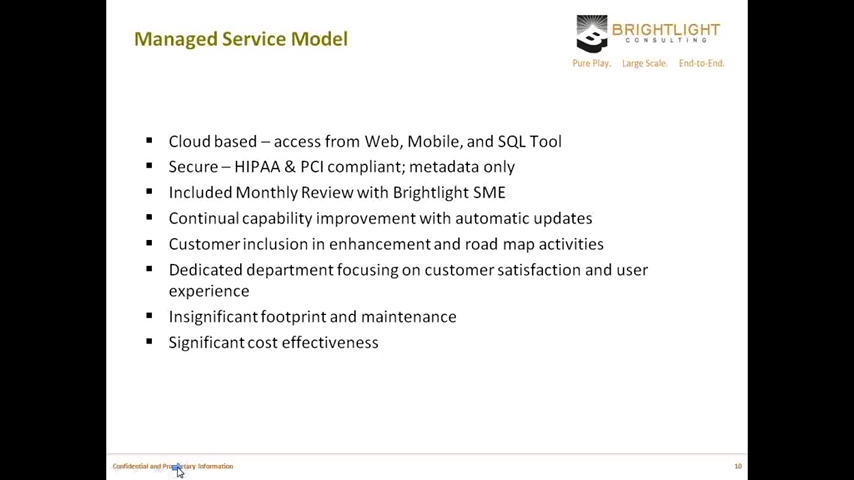 Managed Service Model
BRIGHTLIGHT
CONSULTING
Pure Play. Large Scale. End-to-End.
Cloud based – access from Web, Mobile, and SQL Tool
Secure – HIPAA & PCI compliant; metadata only
Included Monthly Review with Brightlight SME
Continual capability improvement with automatic updates
Customer inclusion in enhancement and road map activities
Dedicated department focusing on customer satisfaction and user
experience
Insignificant footprint and maintenance
Significant cost effectiveness
Confidential and Proprietary Information
10